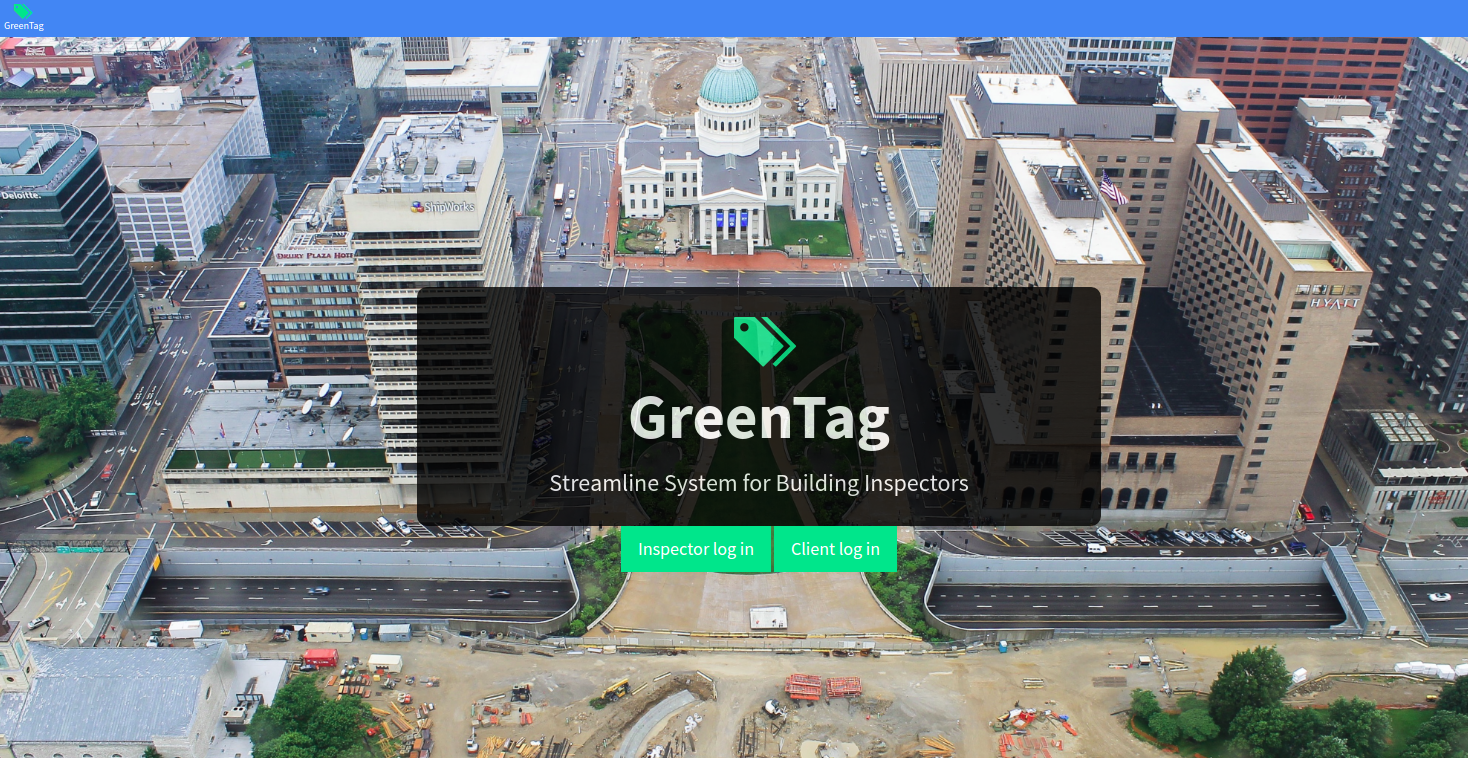 GreenTag
Deloitte.
ShipWorks
DRURY PLAZA HOTEL
HYATT
GreenTag
Streamline System for Building Inspectors
Inspector log in
Client log in